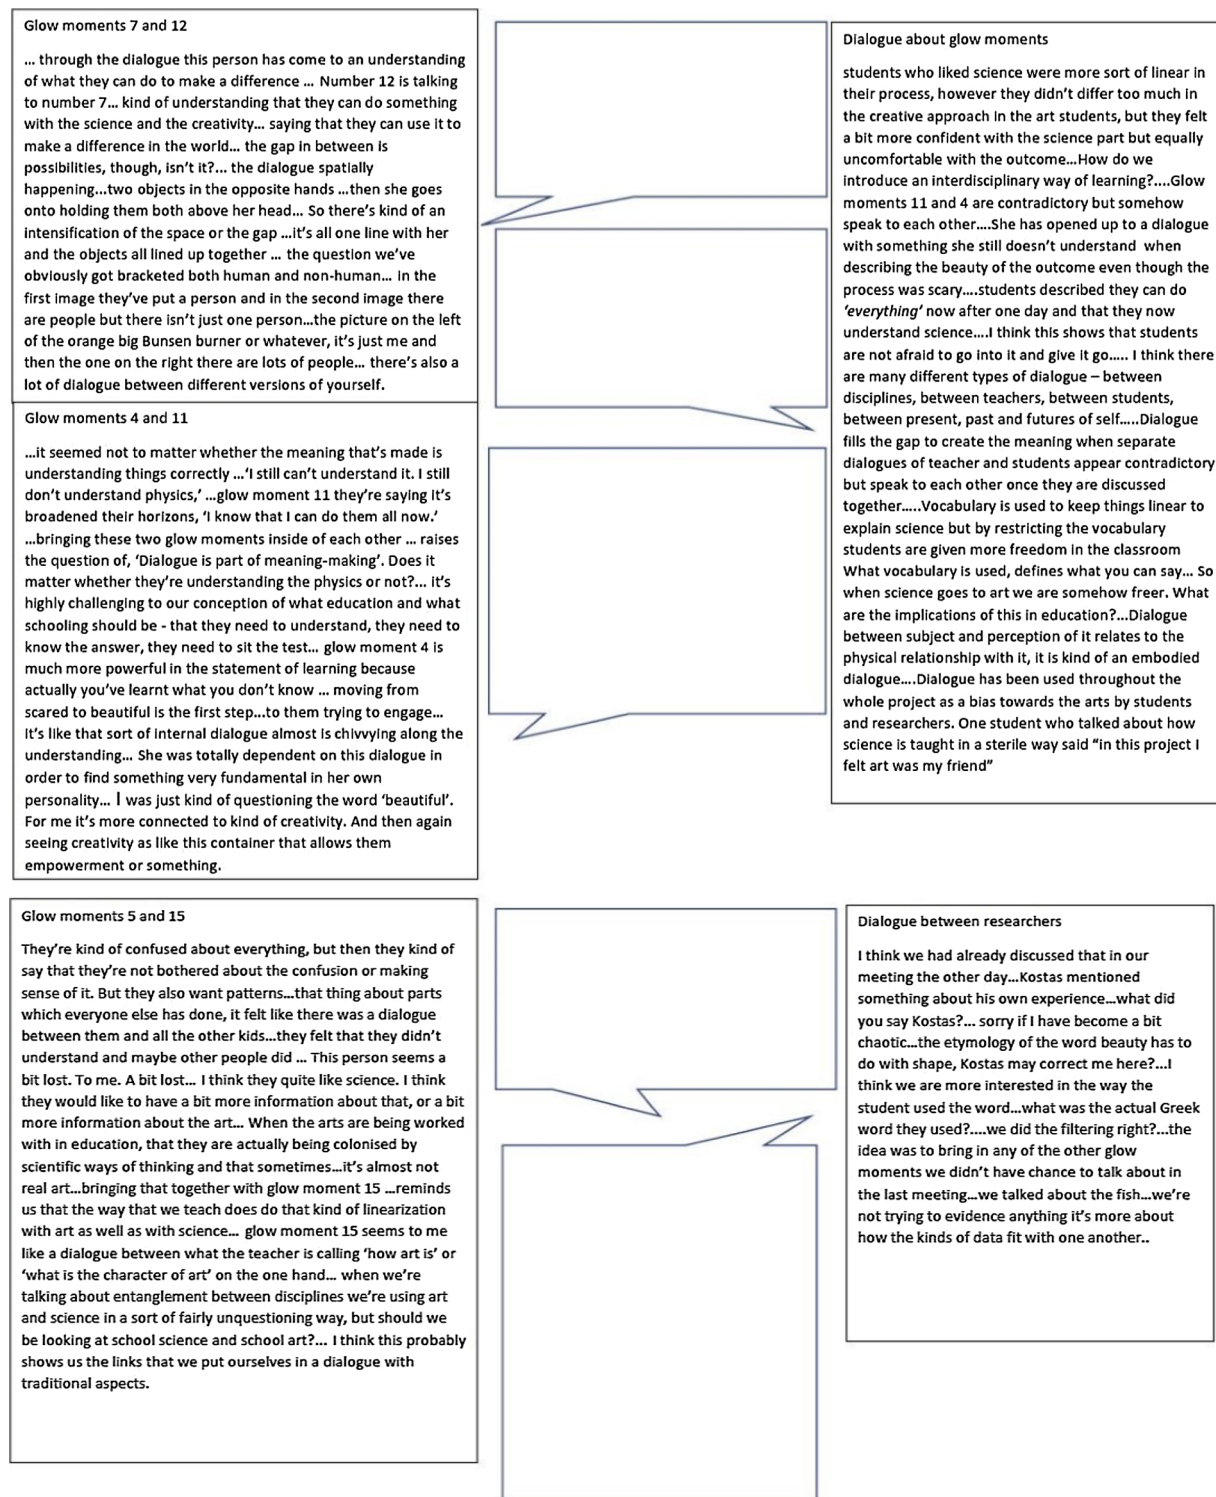 Glow moments 7 and 12
… through the dialogue this person has come to an understanding
of what they can do to make a difference … Number 12 is talking
to number 7… kind of understanding that they can do something
with the science and the creativity… saying that they can use it to
make a difference in the world… the gap in between is
possibilities, though, isn't it?... the dialogue spatially
happening...two objects in the opposite hands …then she goes
onto holding them both above her head… So there's kind of an
intensification of the space or the gap …it's all one line with her
and the objects all lined up together … the question we've
obviously got bracketed both human and non-human… in the
first image they've put a person and in the second image there
are people but there isn't just one person…the picture on the left
of the orange big Bunsen burner or whatever, it's just me and
then the one on the right there are lots of people… there's also a
lot of dialogue between different versions of yourself.
Glow moments 4 and 11
…it seemed not to matter whether the meaning that's made is
understanding things correctly …'I still can't understand it. I still
don't understand physics,' …glow moment 11 they're saying it's
broadened their horizons, 'I know that I can do them all now.'
…bringing these two glow moments inside of each other … raises
the question of, 'Dialogue is part of meaning-making'. Does it
matter whether they're understanding the physics or not?... it's
highly challenging to our conception of what education and what
schooling should be - that they need to understand, they need to
know the answer, they need to sit the test… glow moment 4 is
much more powerful in the statement of learning because
actually you've learnt what you don't know … moving from
scared to beautiful is the first step...to them trying to engage…
it's like that sort of internal dialogue almost is chivvying along the
understanding… She was totally dependent on this dialogue in
order to find something very fundamental in her own
personality… I was just kind of questioning the word 'beautiful'.
For me it's more connected to kind of creativity. And then again
seeing creativity as like this container that allows them
empowerment or something.
Glow moments 5 and 15
They're kind of confused about everything, but then they kind of
say that they're not bothered about the confusion or making
sense of it. But they also want patterns…that thing about parts
which everyone else has done, it felt like there was a dialogue
between them and all the other kids…they felt that they didn't
understand and maybe other people did … This person seems a
bit lost. To me. A bit lost… I think they quite like science. I think
they would like to have a bit more information about that, or a bit
more information about the art… When the arts are being worked
with in education, that they are actually being colonised by
scientific ways of thinking and that sometimes…it's almost not
real art…bringing that together with glow moment 15 …reminds
us that the way that we teach does do that kind of linearization
with art as well as with science… glow moment 15 seems to me
like a dialogue between what the teacher is calling 'how art is' or
'what is the character of art' on the one hand… when we're
talking about entanglement between disciplines we're using art
and science in a sort of fairly unquestioning way, but should we
be looking at school science and school art?... I think this probably
shows us the links that we put ourselves in a dialogue with
traditional aspects.
Dialogue about glow moments
students who liked science were more sort of linear in
their process, however they didn't differ too much in
the creative approach in the art students, but they felt
a bit more confident with the science part but equally
uncomfortable with the outcome…How do we
introduce an interdisciplinary way of learning?....Glow
moments 11 and 4 are contradictory but somehow
speak to each other….She has opened up to a dialogue
with something she still doesn't understand when
describing the beauty of the outcome even though the
process was scary….students described they can do
'everything' now after one day and that they now
understand science….I think this shows that students
are not afraid to go into it and give it go..... I think there
are many different types of dialogue – between
disciplines, between teachers, between students,
between present, past and futures of self…..Dialogue
fills the gap to create the meaning when separate
dialogues of teacher and students appear contradictory
but speak to each other once they are discussed
together…..Vocabulary is used to keep things linear to
explain science but by restricting the vocabulary
students are given more freedom in the classroom
What vocabulary is used, defines what you can say… So
when science goes to art we are somehow freer. What
are the implications of this in education?...Dialogue
between subject and perception of it relates to the
physical relationship with it, it is kind of an embodied
dialogue….Dialogue has been used throughout the
whole project as a bias towards the arts by students
and researchers. One student who talked about how
science is taught in a sterile way said "in this project I
felt art was my friend"
Dialogue between researchers
I think we had already discussed that in our
meeting the other day…Kostas mentioned
something about his own experience…what did
you say Kostas?... sorry if I have become a bit
chaotic…the etymology of the word beauty has to
do with shape, Kostas may correct me here?...I
think we are more interested in the way the
student used the word…what was the actual Greek
word they used?....we did the filtering right?...the
idea was to bring in any of the other glow
moments we didn't have chance to talk about in
the last meeting…we talked about the fish…we're
not trying to evidence anything it's more about
how the kinds of data fit with one another..